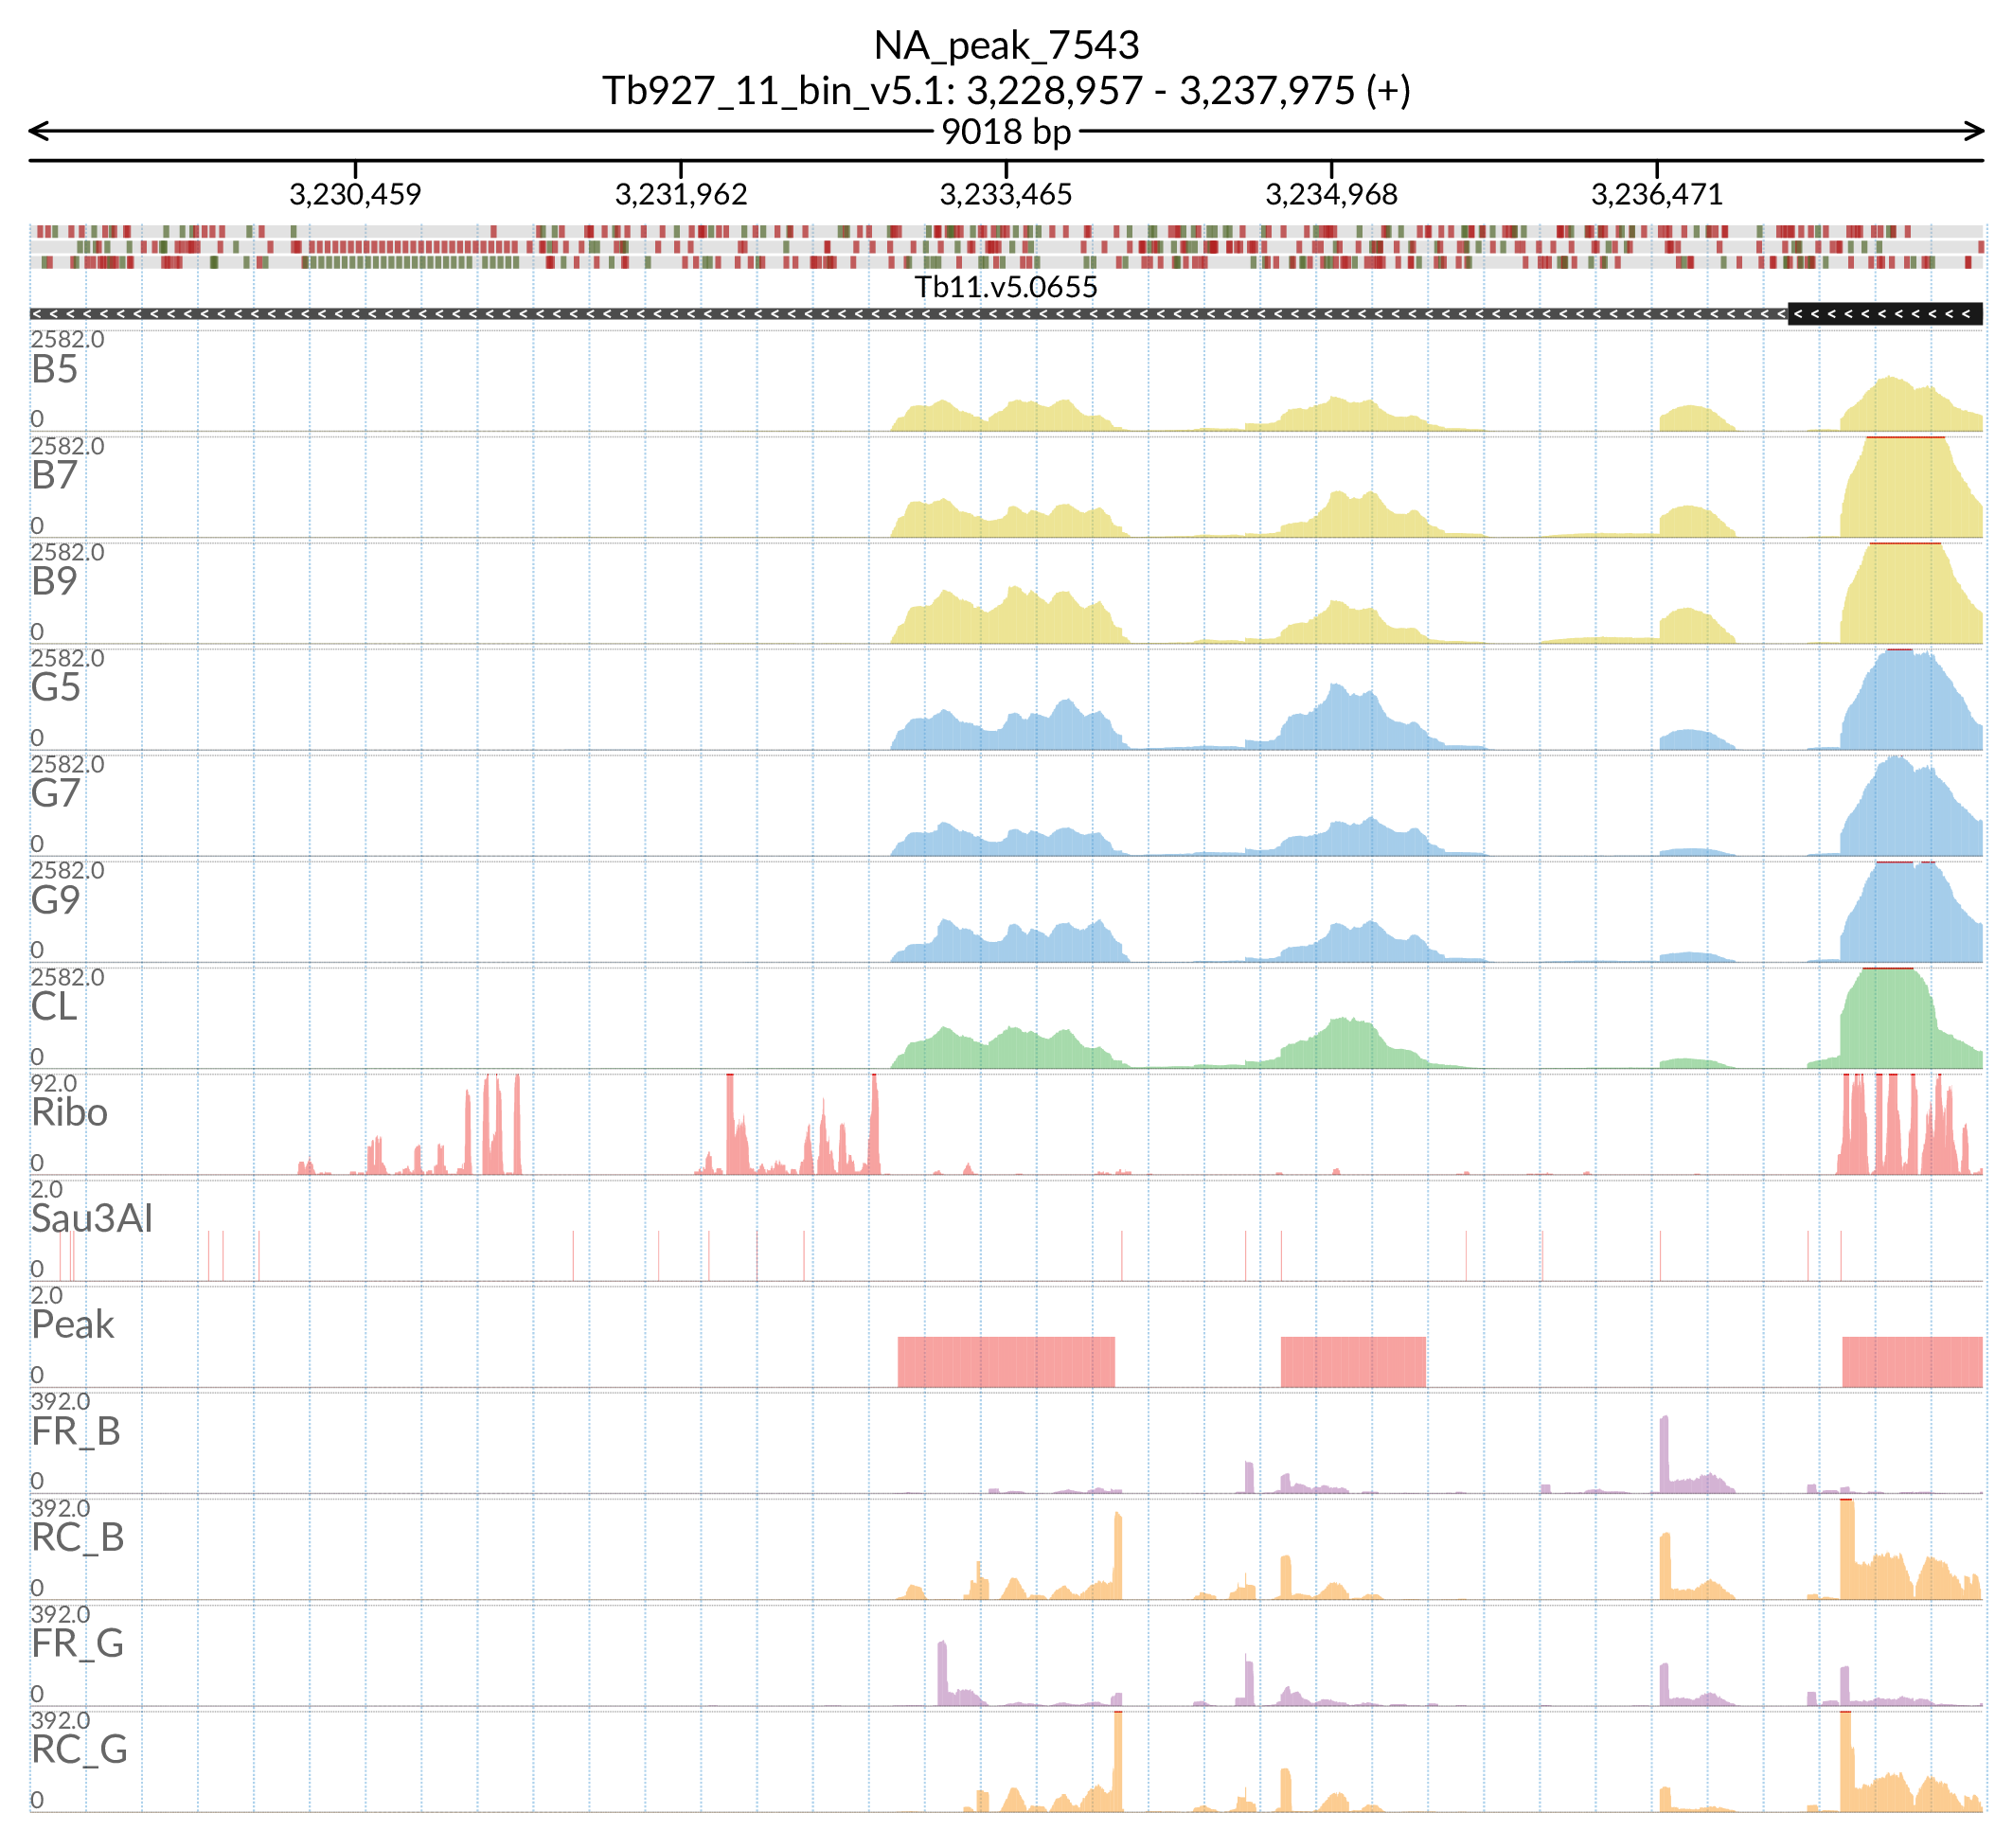 NA_peak_7543
Tb927_11_bin_v5.1: 3,228,957 - 3,237,975 (+)
9018 bp
3,230,459 3,231,962 3,233,465 3,234,968 3,236,471
Tb11.v5.0655
2582.0
B5
0
2582.0
B7
0
2582.0
B9
0
2582.0
G5
0
2582.0
G7
0
2582.0
G9
0
2582.0
CL
0
92.0
Ribo
0
2.0
Sau3AI
0
2.0
Peak
0
392.0
FR_B
0
392.0
RC_B
0
392.0
FR_G
0
392.0
RC_G
0